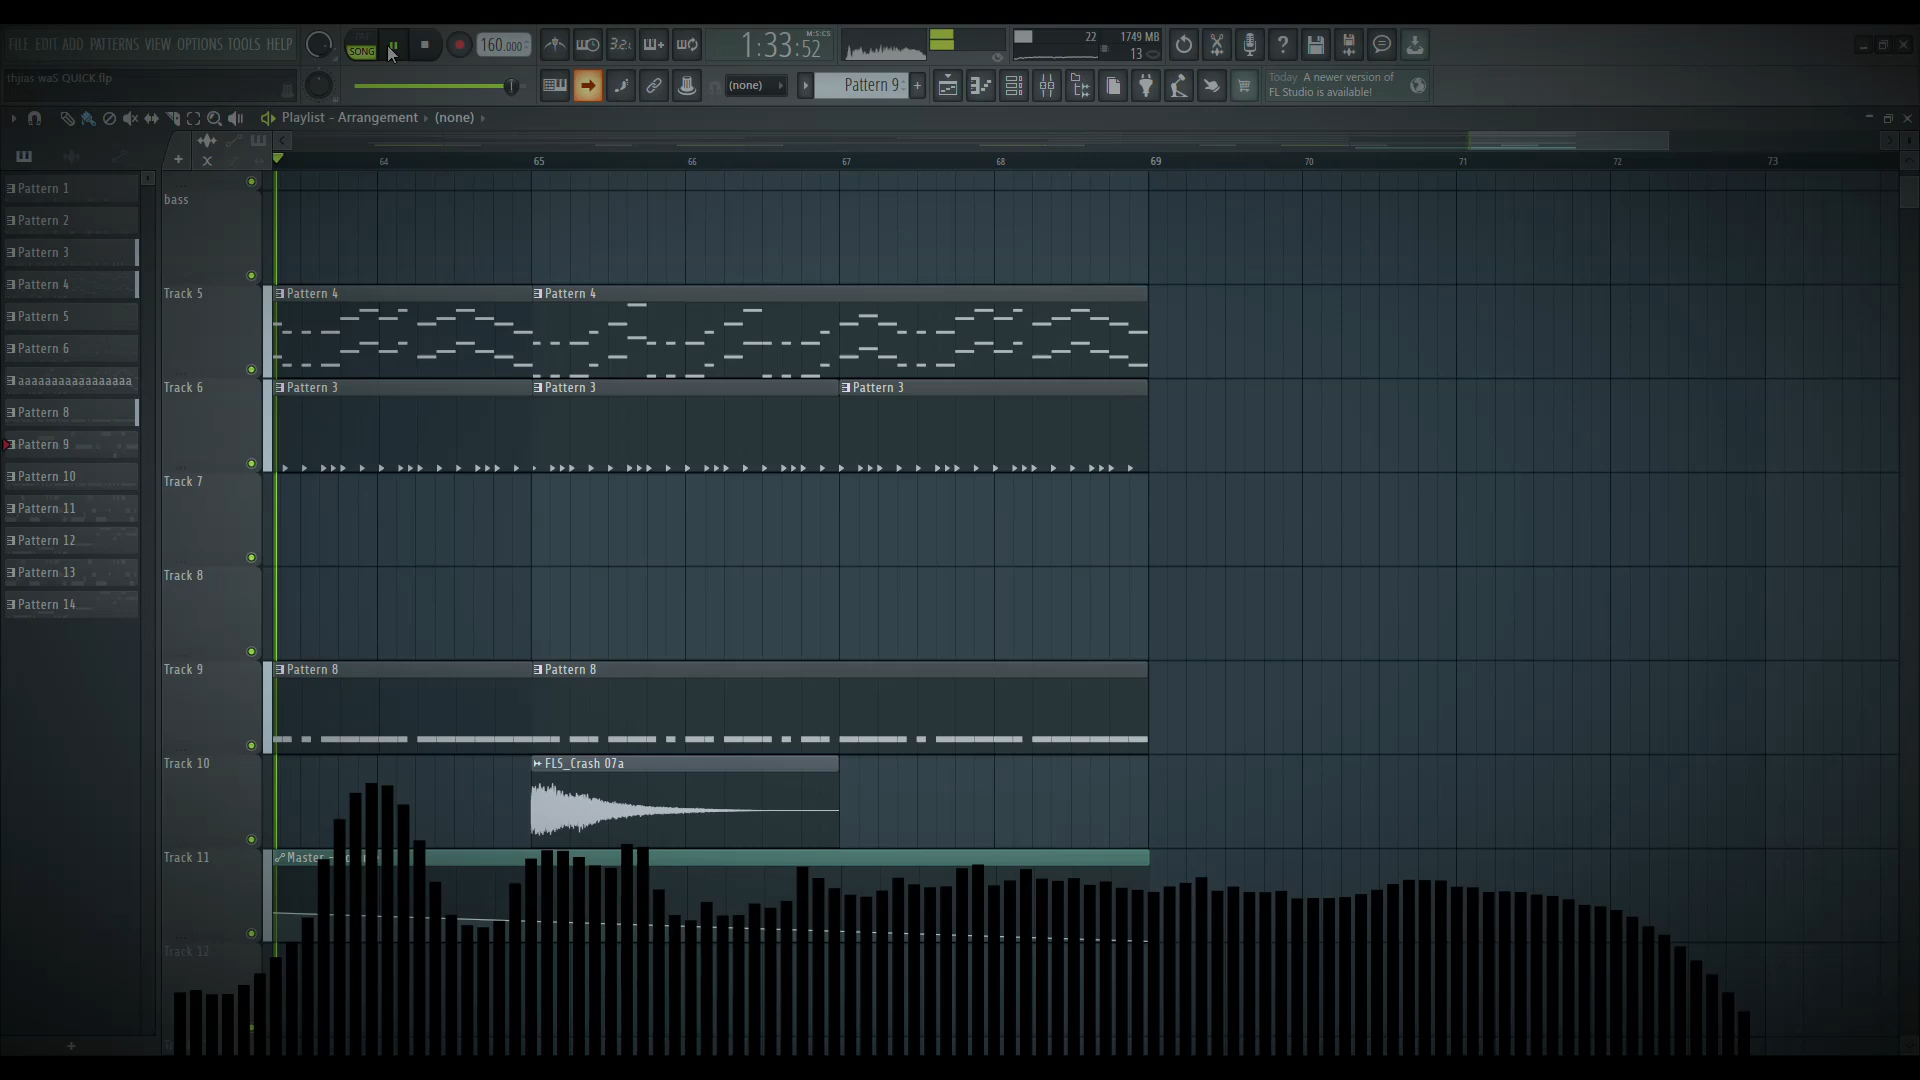 FILE EDIT ADD PATTERNS VIEW OPTIONS TOOLS HELP
PAT
SONG
160.000
3.2.
1:33:52
M:S:CS
22
1749 MB
13
thjias waS QUICK flp
(none)
Pattern 9
Today A newer version of
FL Studio is available!
Playlist - Arrangement
(none)
64 65 66 67 68 69 70 71 72 73
Pattern 1
Pattern 2
Pattern 3
Pattern 4
Pattern 5
Pattern 6
aaaaaaaaaaaaaaaaa
Pattern 8
Pattern 9
Pattern 10
Pattern 11
Pattern 12
Pattern 13
Pattern 14
bass
Track 5
Pattern 4
Pattern 4
Track 6
Pattern 3
Pattern 3
Pattern 3
Track 7
Track 8
Track 9
Pattern 8
Pattern 8
Track 10
FLS_Crash 07a
Track 11
Master
Track 12